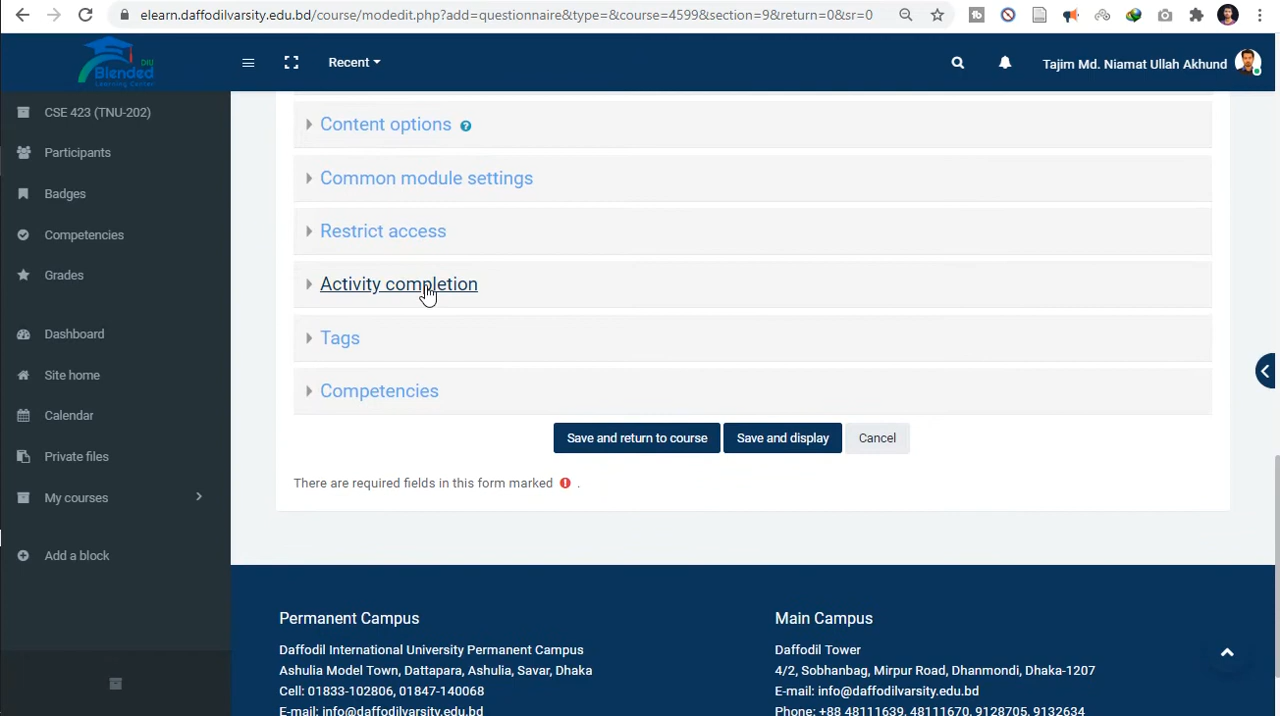 elearn.daffodilvarsity.edu.bd/course/modedit.php?add=questionnaire&type=&course=4599&section=9&return=0&sr=0
DIU
Blended
Learning Center
Recent
Tajim Md. Niamat Ullah Akhund
CSE 423 (TNU-202)
Participants
Badges
Competencies
Grades
Dashboard
Site home
Calendar
Private files
My courses
Add a block
Content options
Common module settings
Restrict access
Activity completion
Tags
Competencies
Save and return to course
Save and display
Cancel
There are required fields in this form marked .
Permanent Campus
Daffodil International University Permanent Campus
Ashulia Model Town, Dattapara, Ashulia, Savar, Dhaka
Cell: 01833-102806, 01847-140068
E-mail: info@daffodilvarsity.edu.bd
Main Campus
Daffodil Tower
4/2, Sobhanbag, Mirpur Road, Dhanmondi, Dhaka-1207
E-mail: info@daffodilvarsity.edu.bd
Phone: +88 48111639, 48111670, 9128705, 9132634